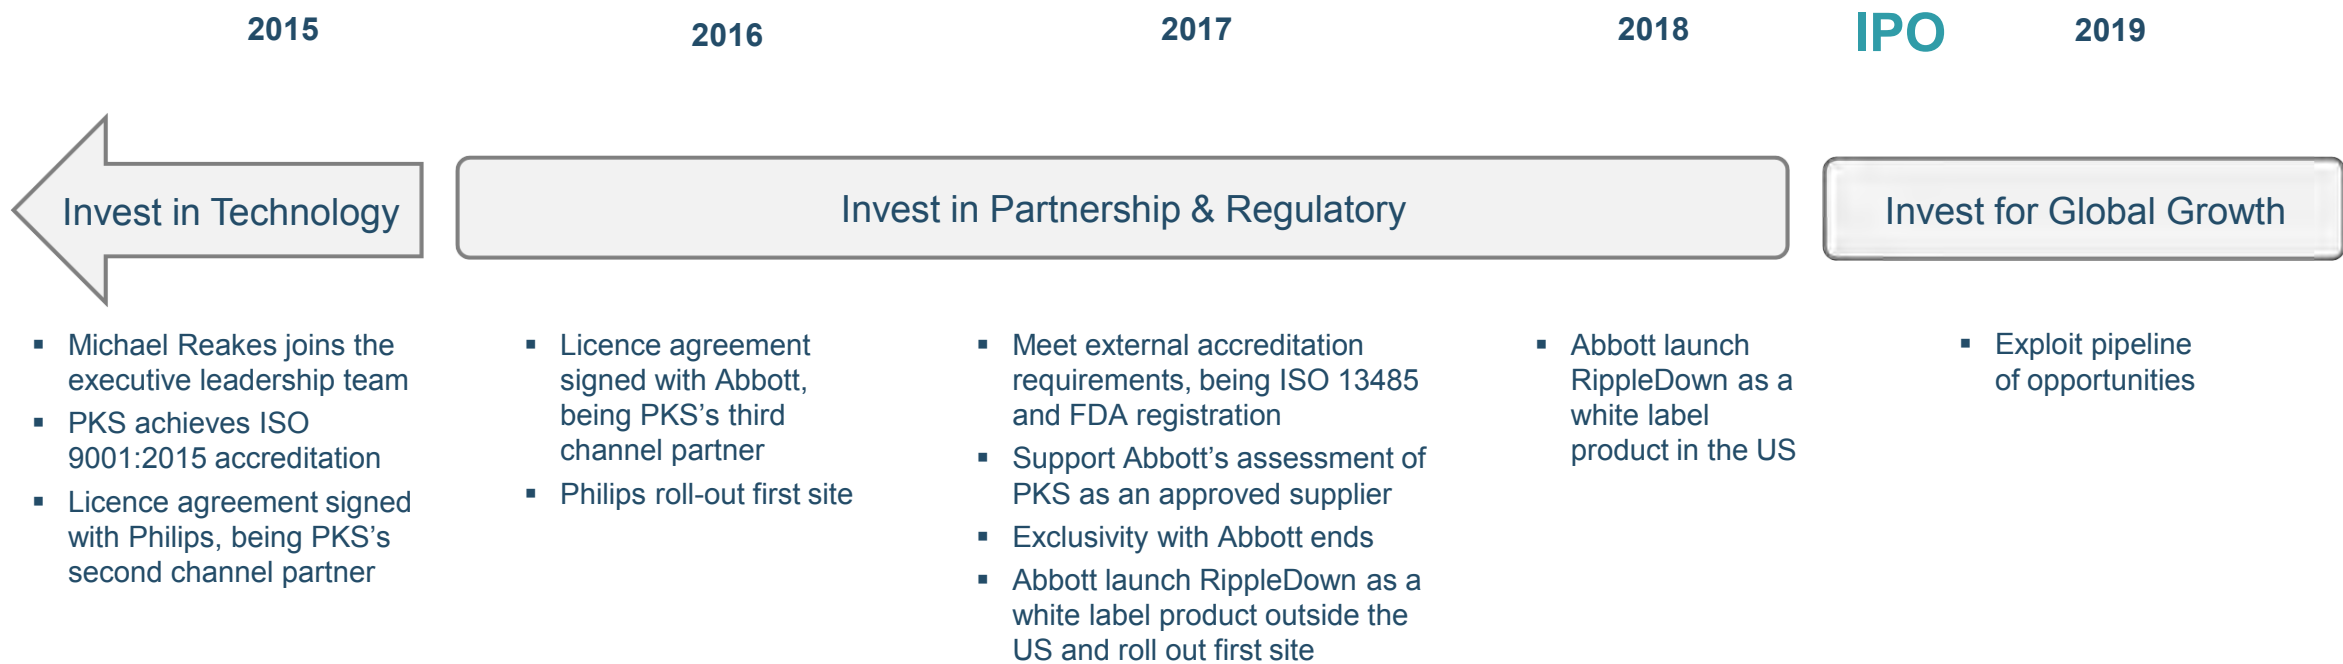 2015
2016
2017
2018
IPO
2019
Invest in Technology
Invest in Partnership & Regulatory
Invest for Global Growth
▪ Michael Reakes joins the
executive leadership team
▪ PKS achieves ISO
9001:2015 accreditation
▪ Licence agreement signed
with Philips, being PKS's
second channel partner
▪ Licence agreement
signed with Abbott,
being PKS's third
channel partner
▪ Philips roll-out first site
▪ Meet external accreditation
requirements, being ISO 13485
and FDA registration
▪ Support Abbott's assessment of
PKS as an approved supplier
▪ Exclusivity with Abbott ends
▪ Abbott launch RippleDown as a
white label product outside the
US and roll out first site
▪ Abbott launch
RippleDown as a
white label
product in the US
▪ Exploit pipeline
of opportunities